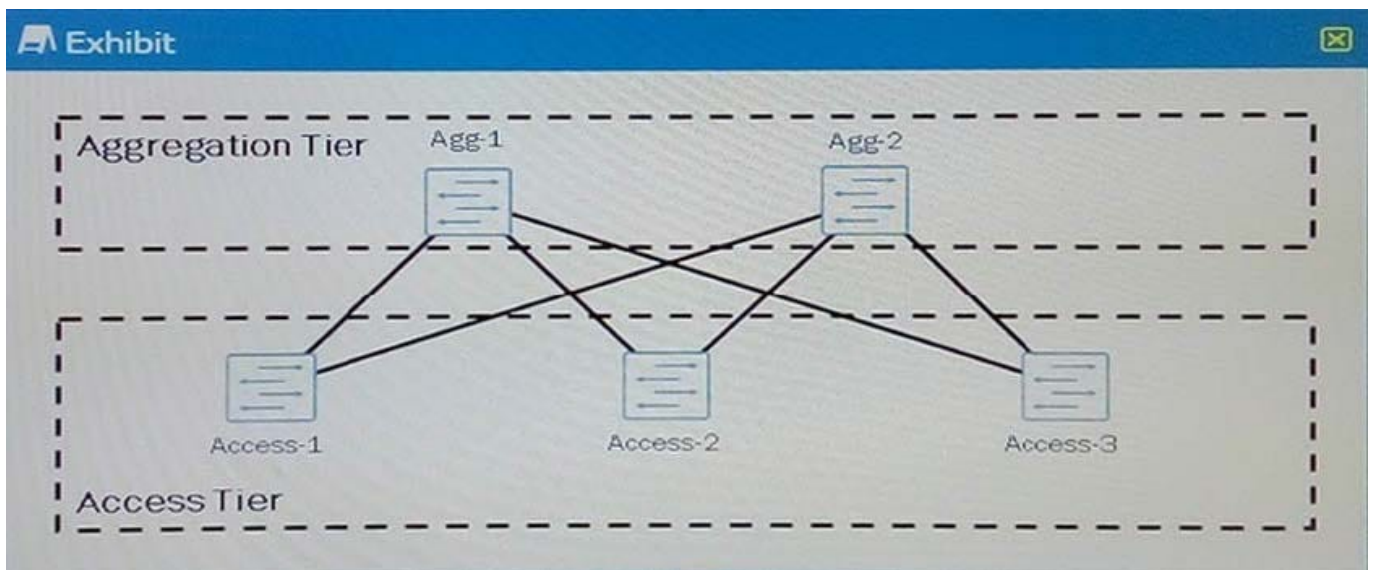 Exhibit
Aggregation Tier
Agg-1
Agg-2
Access-1
Access-2
Access-3
Access Tier